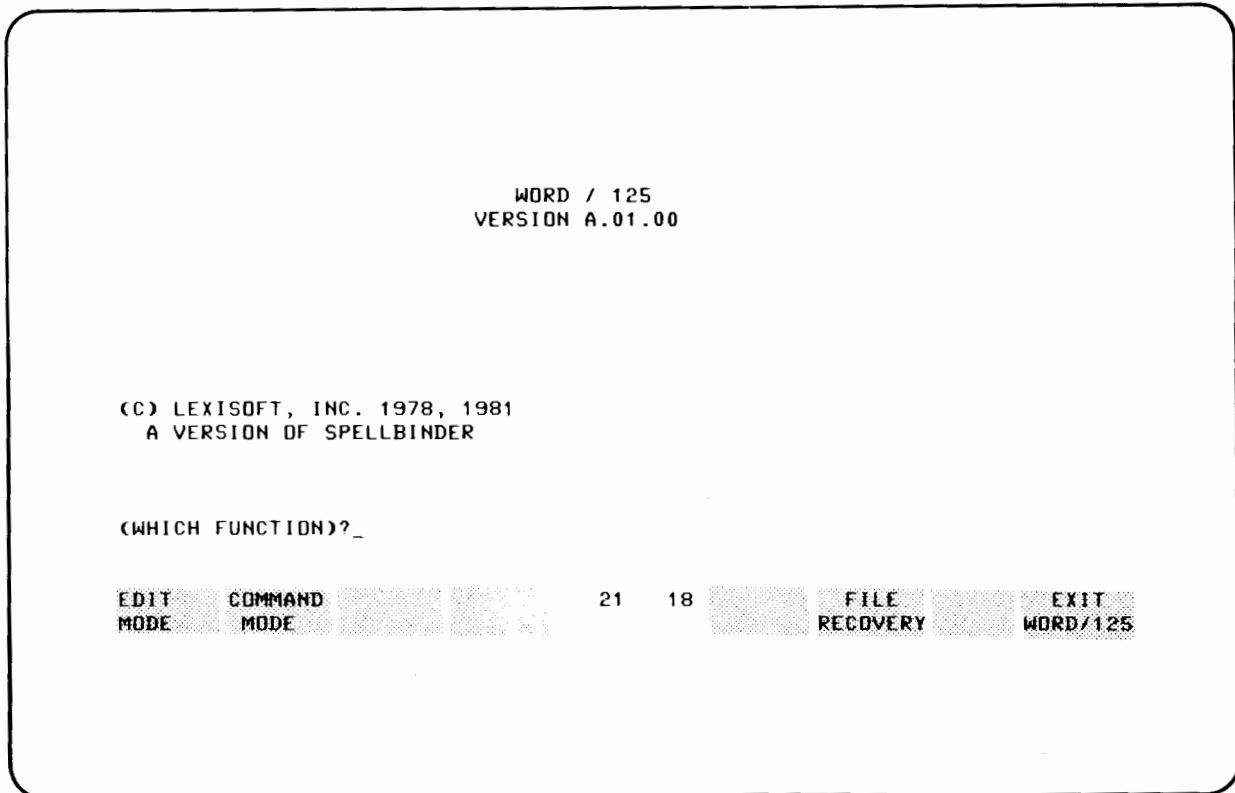 WORD / 125
VERSION A.01.00
(C) LEXISOFT, INC. 1978, 1981
A VERSION OF SPELLBINDER
(WHICH FUNCTION)?_
EDIT COMMAND 21 18 FILE EXIT
MODE MODE RECOVERY WORD/125